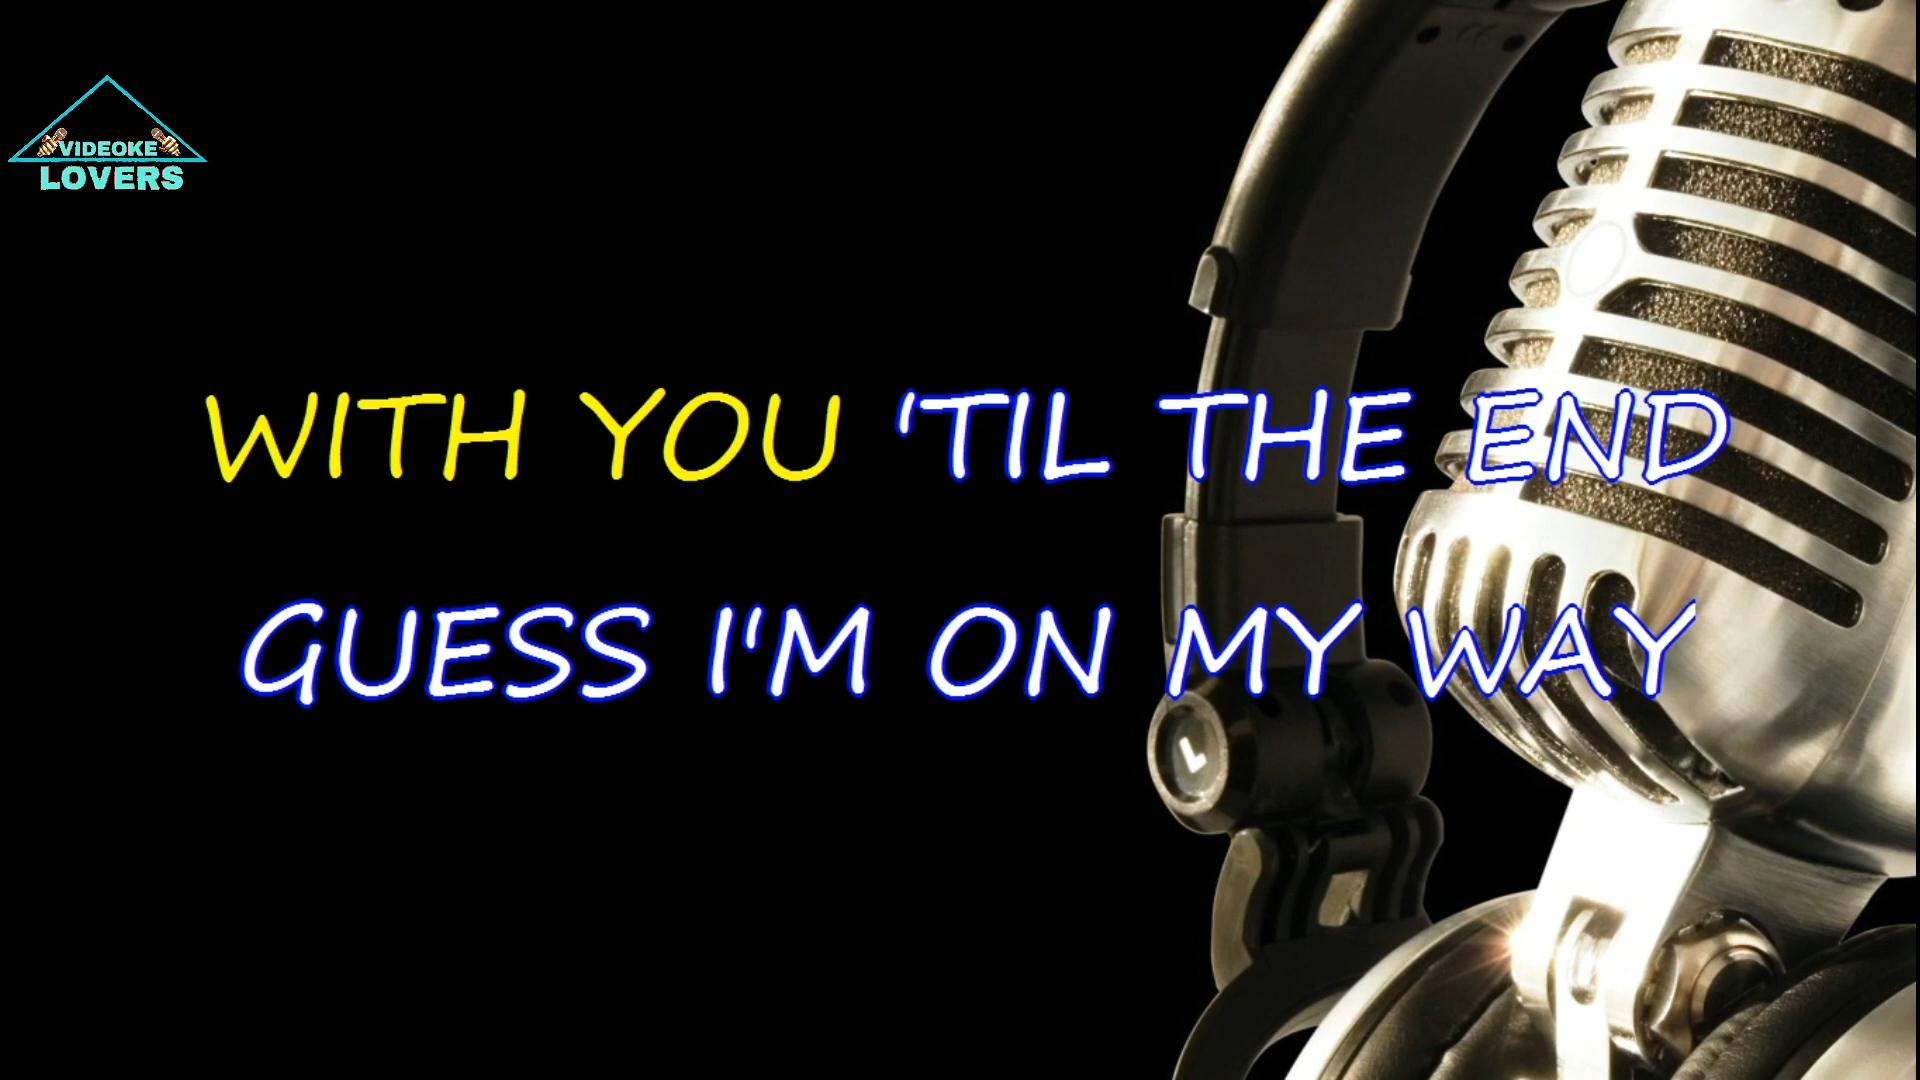 VIDEOKE
LOVERS
WITH YOU 'TIL THE END
GUESS I'M ON MY WAY
L